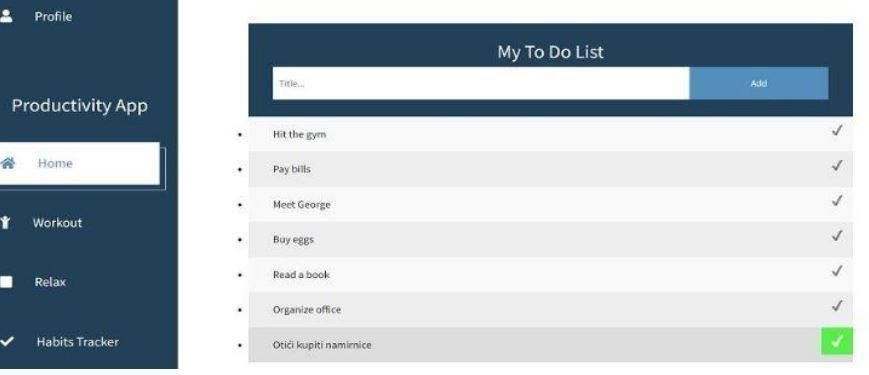 Profile
Productivity App
Home
Workout
Relax
Habits Tracker
My To Do List
Title...
Add
Hit the gym
Pay bills
Meet George
Buy eggs
Read a book
Organize office
Otići kupiti namirnice